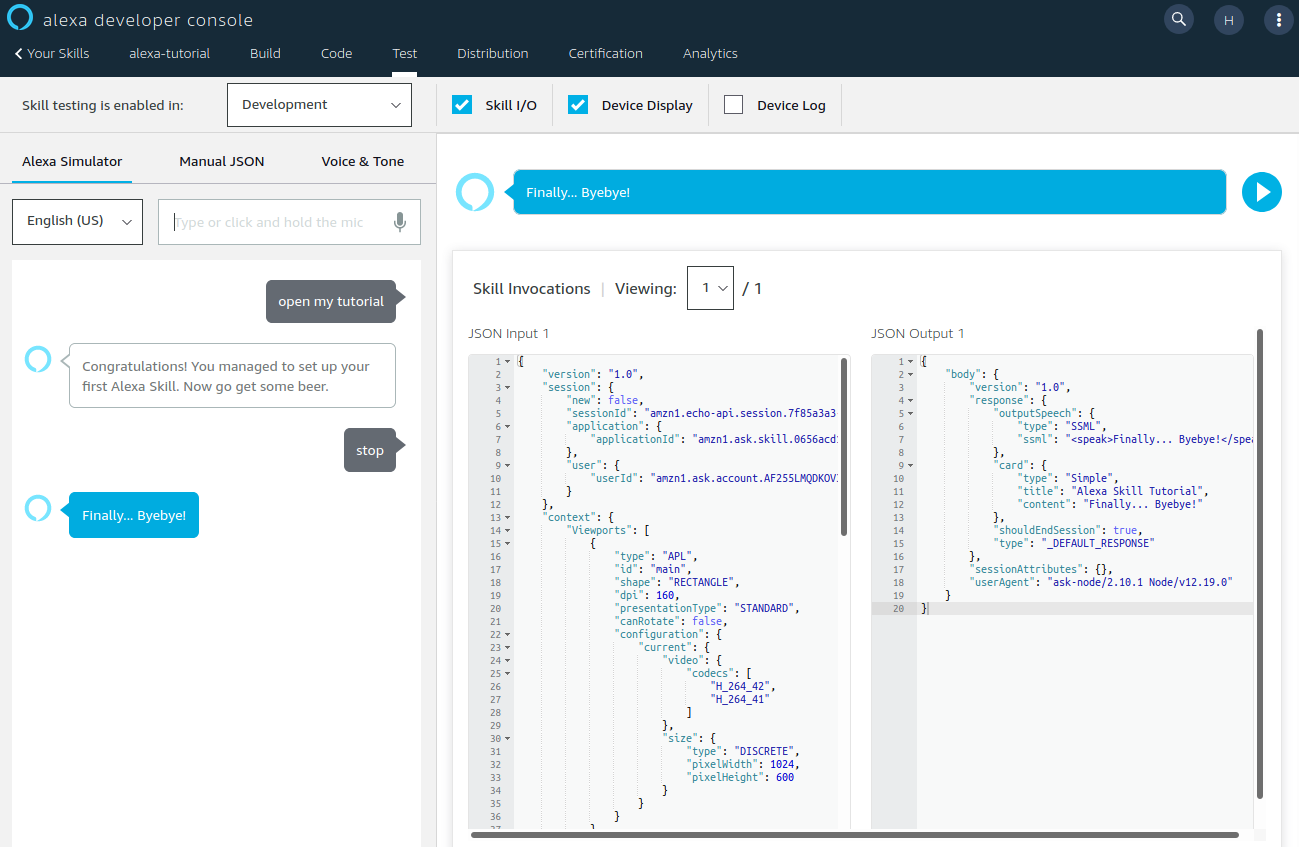 alexa developer console
H
Your Skills alexa-tutorial Build Code Test Distribution Certification Analytics
Skill testing is enabled in: Development Skill I/O Device Display Device Log
Alexa Simulator Manual JSON Voice & Tone
English (US) Type or click and hold the mic
open my tutorial
Congratulations! You managed to set up your
first Alexa Skill. Now go get some beer.
stop
Finally... Byebye!
Finally... Byebye!
Skill Invocations | Viewing: 1 / 1
JSON Input 1
1 {
2 "version": "1.0",
3 "session": {
4 "new": false,
5 "sessionId": "amzn1.echo-api.session.7f85a3a3
6 "application": {
7 "applicationId": "amzn1.ask.skill.0656acd
8 },
9 "user": {
10 "userId": "amzn1.ask.account.AF255LMQDKOV
11 }
12 },
13 "context": {
14 "Viewports": [
15 {
16 "type": "APL",
17 "id": "main",
18 "shape": "RECTANGLE",
19 "dpi": 160,
20 "presentationType": "STANDARD",
21 "canRotate": false,
22 "configuration": {
23 "current": {
24 "video": {
25 "codecs": [
26 "H_264_42",
27 "H_264_41"
28 ]
29 },
30 "size": {
31 "type": "DISCRETE",
32 "pixelWidth": 1024,
33 "pixelHeight": 600
34 }
35 }
36 }
JSON Output 1
1 {
2 "body": {
3 "version": "1.0",
4 "response": {
5 "outputSpeech": {
6 "type": "SSML",
7 "ssml": "<speak>Finally... Byebye!</spea
8 },
9 "card": {
10 "type": "Simple",
11 "title": "Alexa Skill Tutorial",
12 "content": "Finally... Byebye!"
13 },
14 "shouldEndSession": true,
15 "type": "_DEFAULT_RESPONSE"
16 },
17 "sessionAttributes": {},
18 "userAgent": "ask-node/2.10.1 Node/v12.19.0"
19 }
20 }